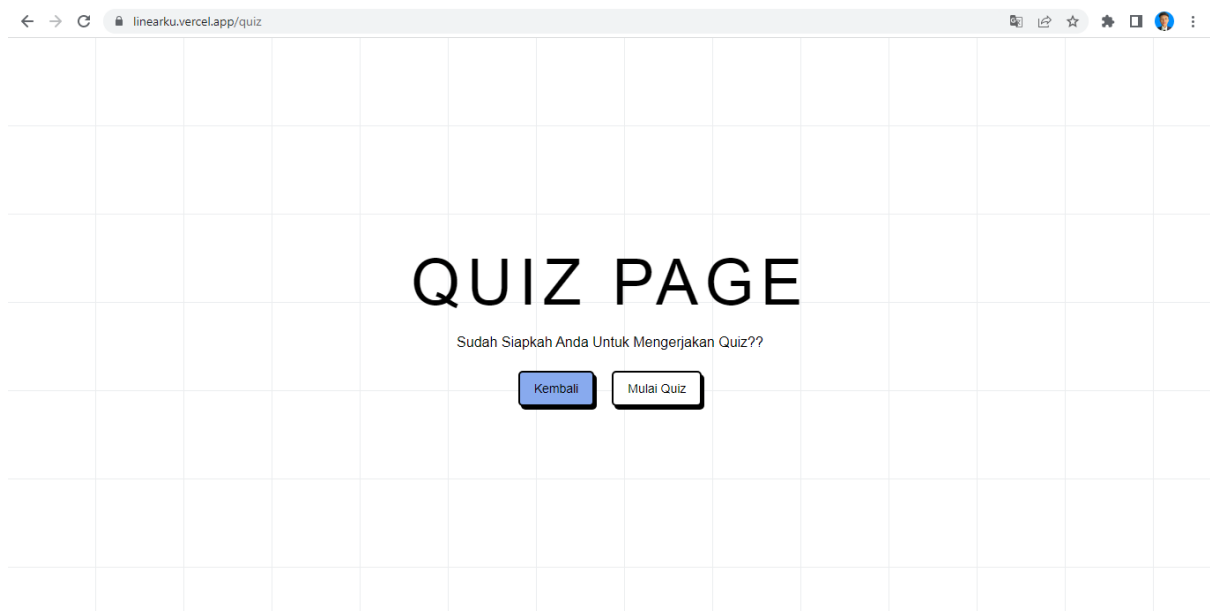 linearku.vercel.app/quiz
QUIZ PAGE
Sudah Siapkah Anda Untuk Mengerjakan Quiz??
Kembali
Mulai Quiz